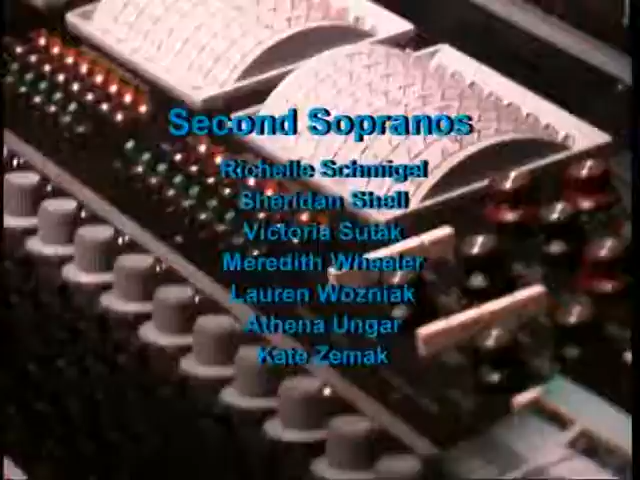 Second Sopranos
Richelle Schmigel
Sheridan Shell
Victoria Sutak
Meredith Wheeler
Lauren Wozniak
Athena Ungar
Kate Zemak